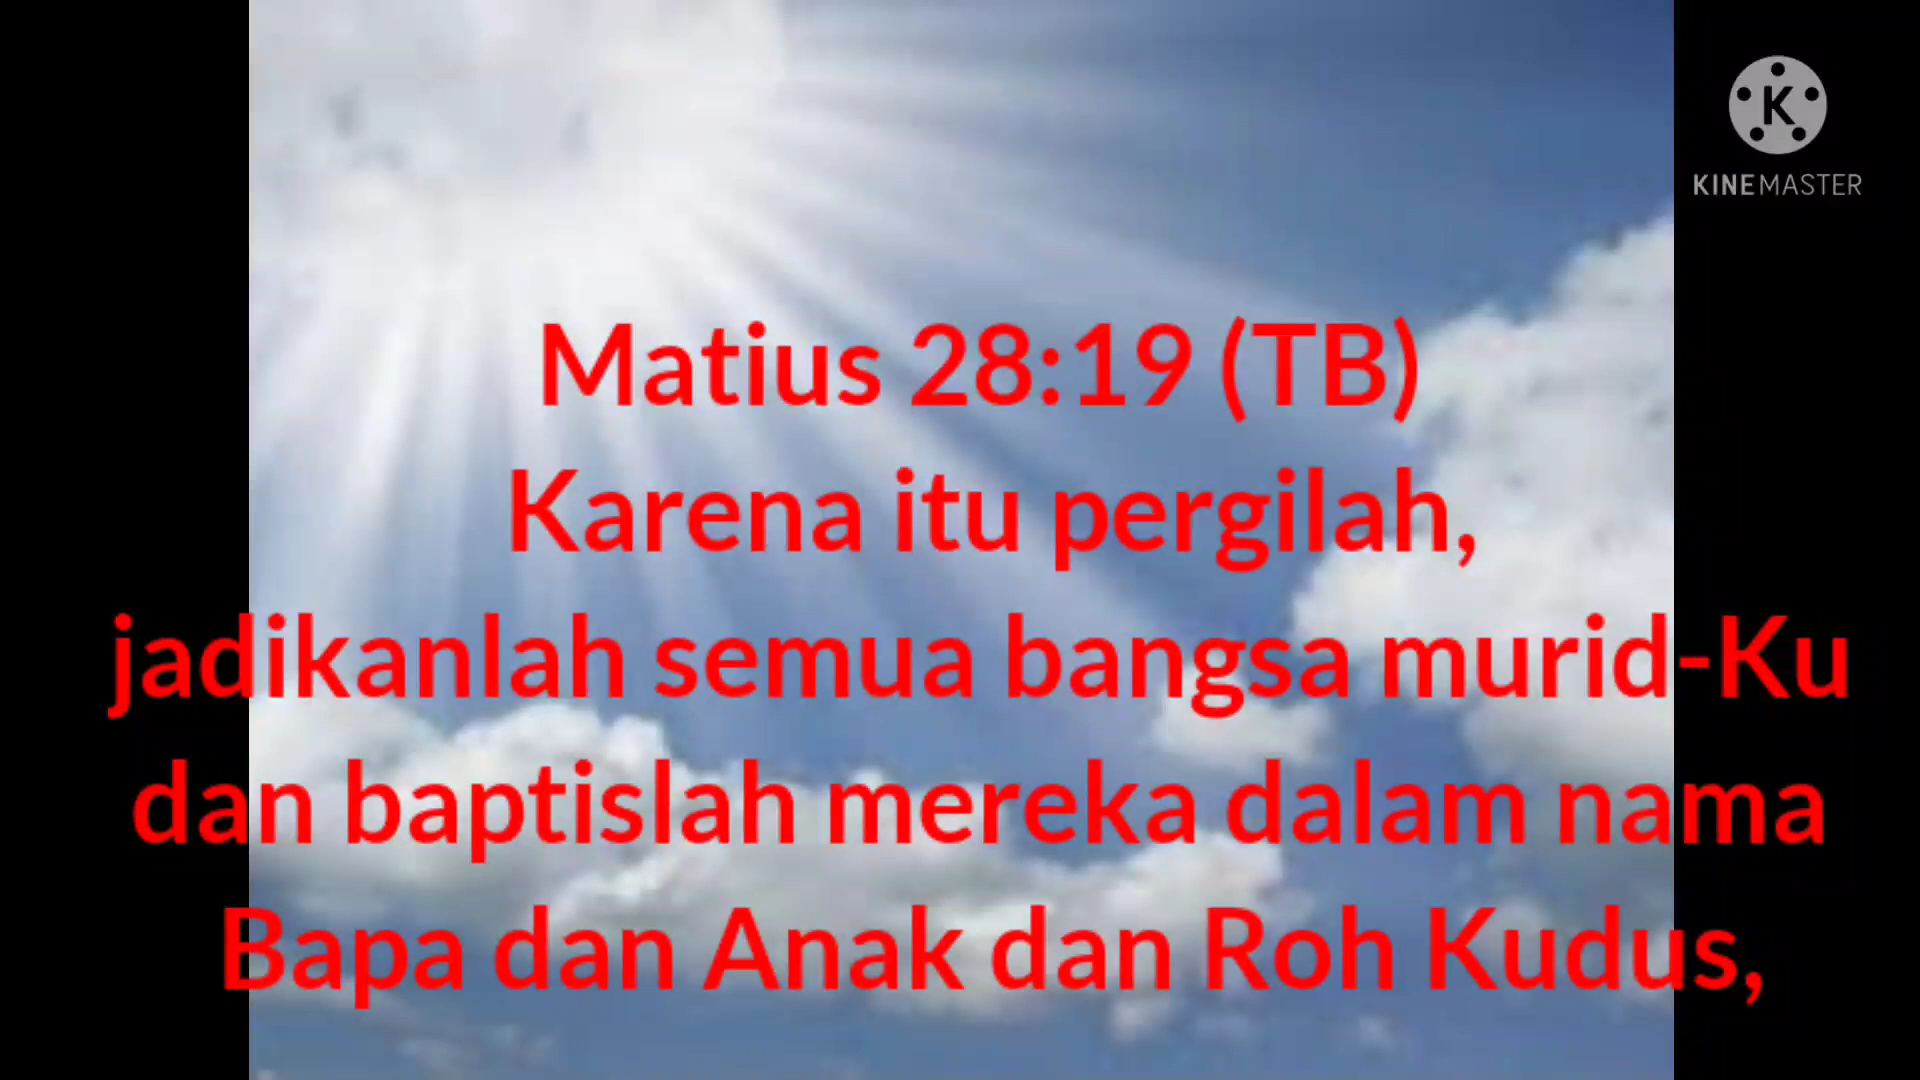 KINEMASTER
Matius 28:19 (TB)
Karena itu pergilah,
jadikanlah semua bangsa murid-Ku
dan baptislah mereka dalam nama
Bapa dan Anak dan Roh Kudus,